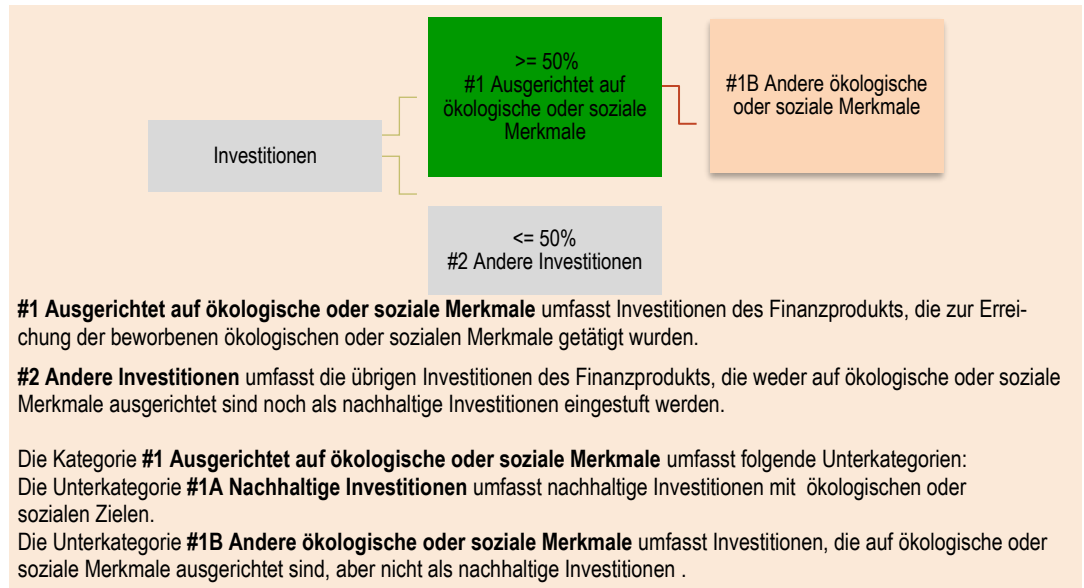 >= 50%
#1 Ausgerichtet auf
ökologische oder soziale
Merkmale
#1B Andere ökologische
oder soziale Merkmale
Investitionen
<= 50%
#2 Andere Investitionen
#1 Ausgerichtet auf ökologische oder soziale Merkmale umfasst Investitionen des Finanzprodukts, die zur Errei-
chung der beworbenen ökologischen oder sozialen Merkmale getätigt wurden.
#2 Andere Investitionen umfasst die übrigen Investitionen des Finanzprodukts, die weder auf ökologische oder soziale
Merkmale ausgerichtet sind noch als nachhaltige Investitionen eingestuft werden.
Die Kategorie #1 Ausgerichtet auf ökologische oder soziale Merkmale umfasst folgende Unterkategorien:
Die Unterkategorie #1A Nachhaltige Investitionen umfasst nachhaltige Investitionen mit ökologischen oder
sozialen Zielen.
Die Unterkategorie #1B Andere ökologische oder soziale Merkmale umfasst Investitionen, die auf ökologische oder
soziale Merkmale ausgerichtet sind, aber nicht als nachhaltige Investitionen .